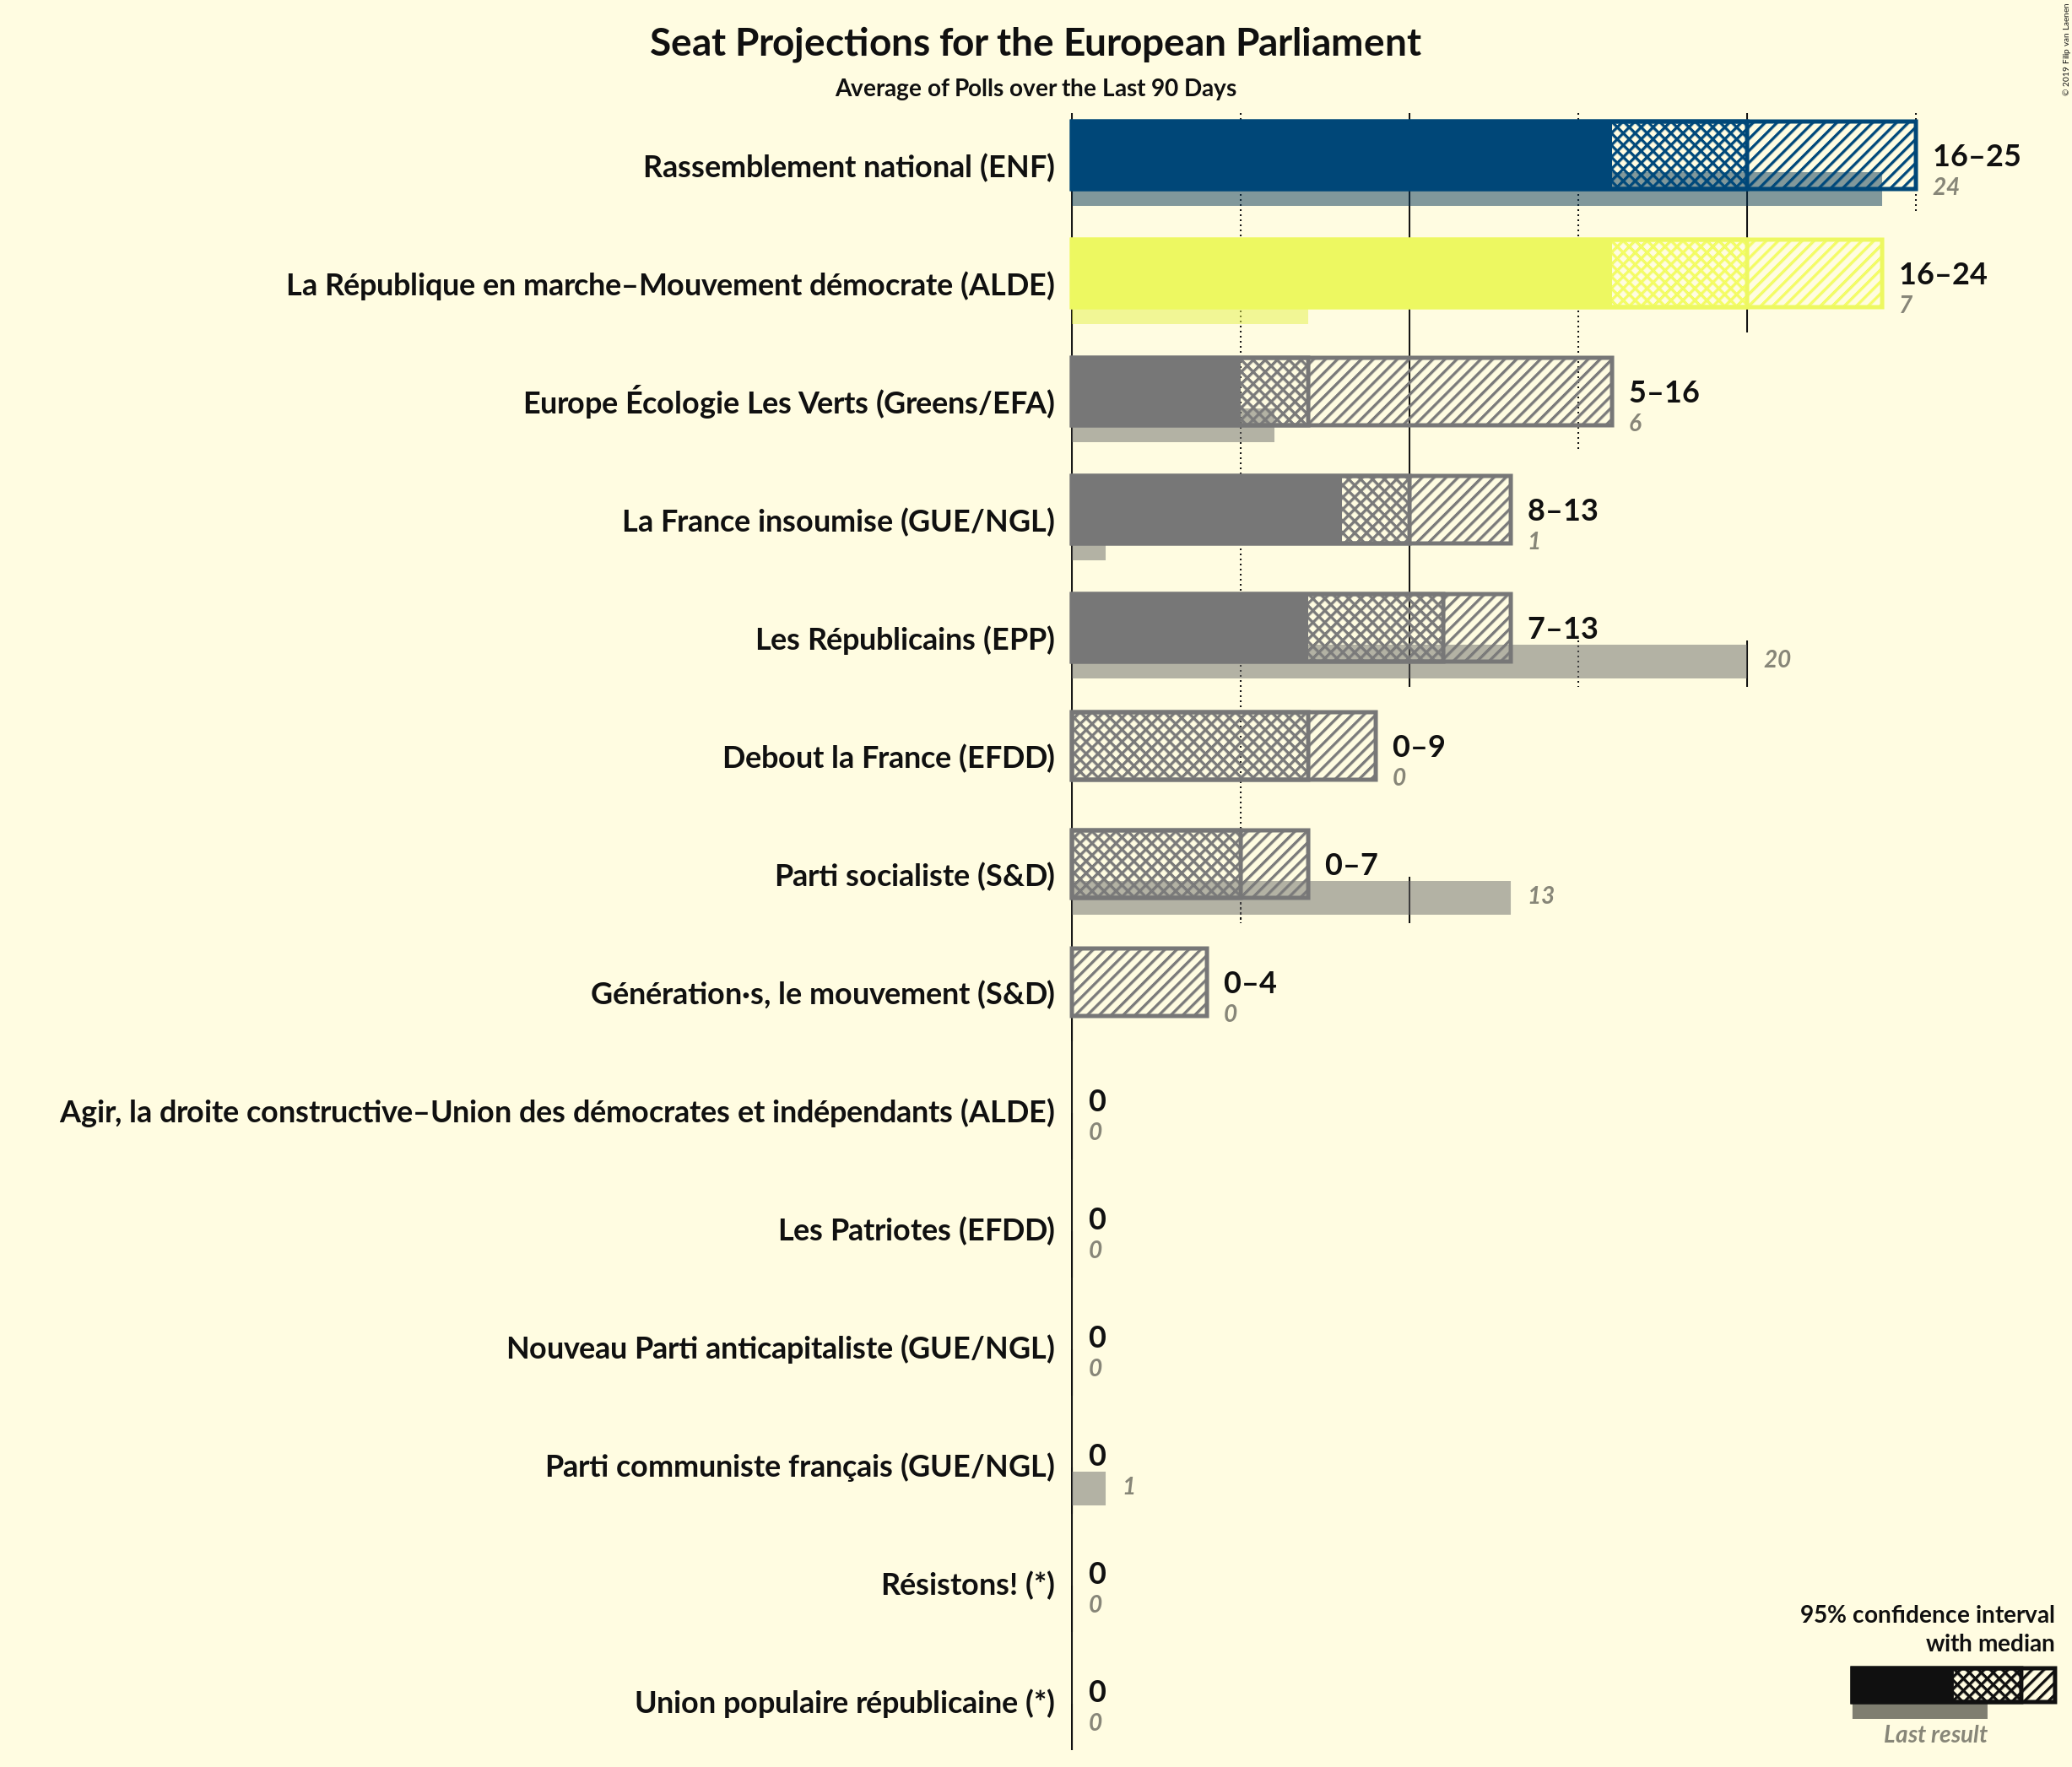 Seat Projections for the European Parliament
Average of Polls over the Last 90 Days
© 2019 Filip van Laenen
Rassemblement national (ENF)
16–25
24
La République en marche–Mouvement démocrate (ALDE)
16–24
7
Europe Écologie Les Verts (Greens/EFA)
5–16
6
La France insoumise (GUE/NGL)
8–13
1
Les Républicains (EPP)
7–13
20
Debout la France (EFDD)
0–9
0
Parti socialiste (S&D)
0–7
13
Génération·s, le mouvement (S&D)
0–4
0
Agir, la droite constructive–Union des démocrates et indépendants (ALDE)
0
0
Les Patriotes (EFDD)
0
0
Nouveau Parti anticapitaliste (GUE/NGL)
0
0
Parti communiste français (GUE/NGL)
0
1
Résistons! (*)
0
0
Union populaire républicaine (*)
0
0
95% confidence interval
with median
Last result